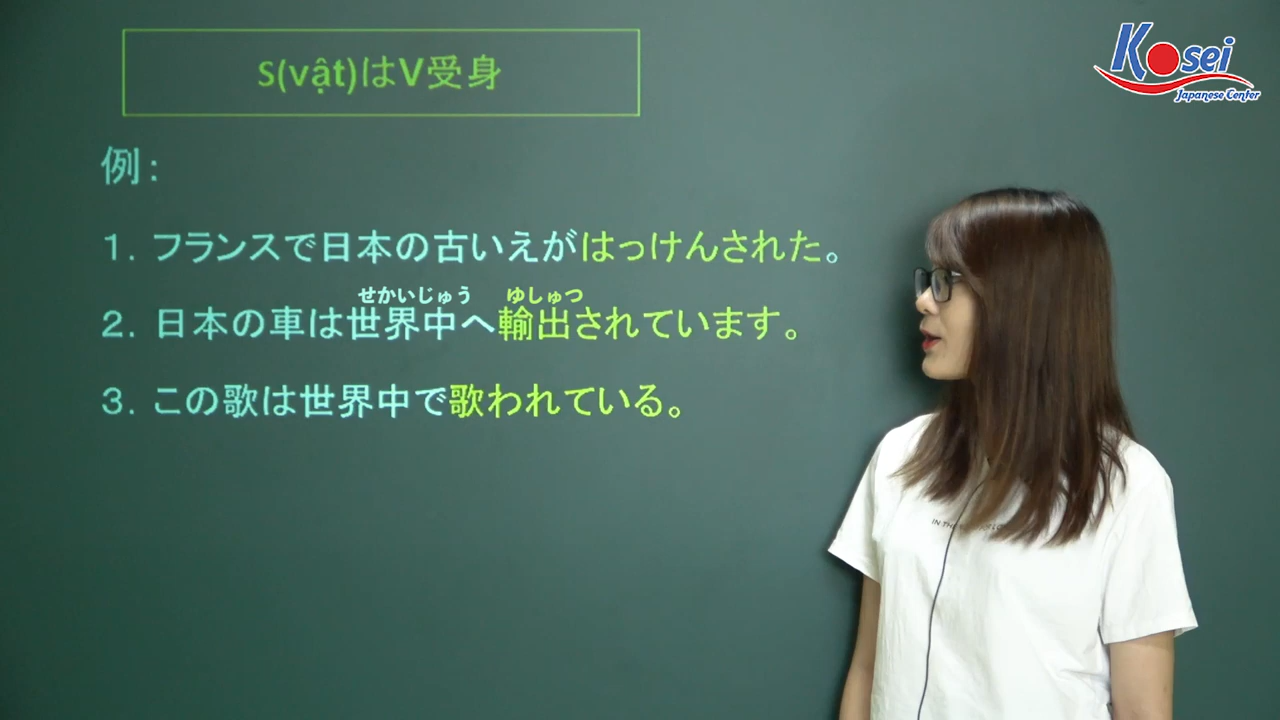 S(vật)はV受身
Kosei
Japanese Center
例:
1. フランスで日本の古いえがはっけんされた。
せかいじゅう ゆしゅつ
2. 日本の車は世界中へ輸出されています。
3. この歌は世界中で歌われている。
IN THE